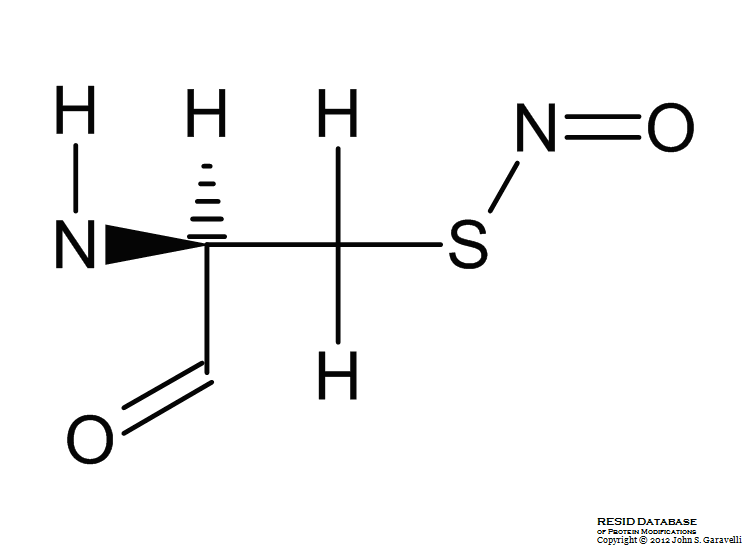 H H H N=O
N S
H
O
RESID DATABASE
OF PROTEIN MODIFICATIONS
Copyright © 2012 John S. Garavelli